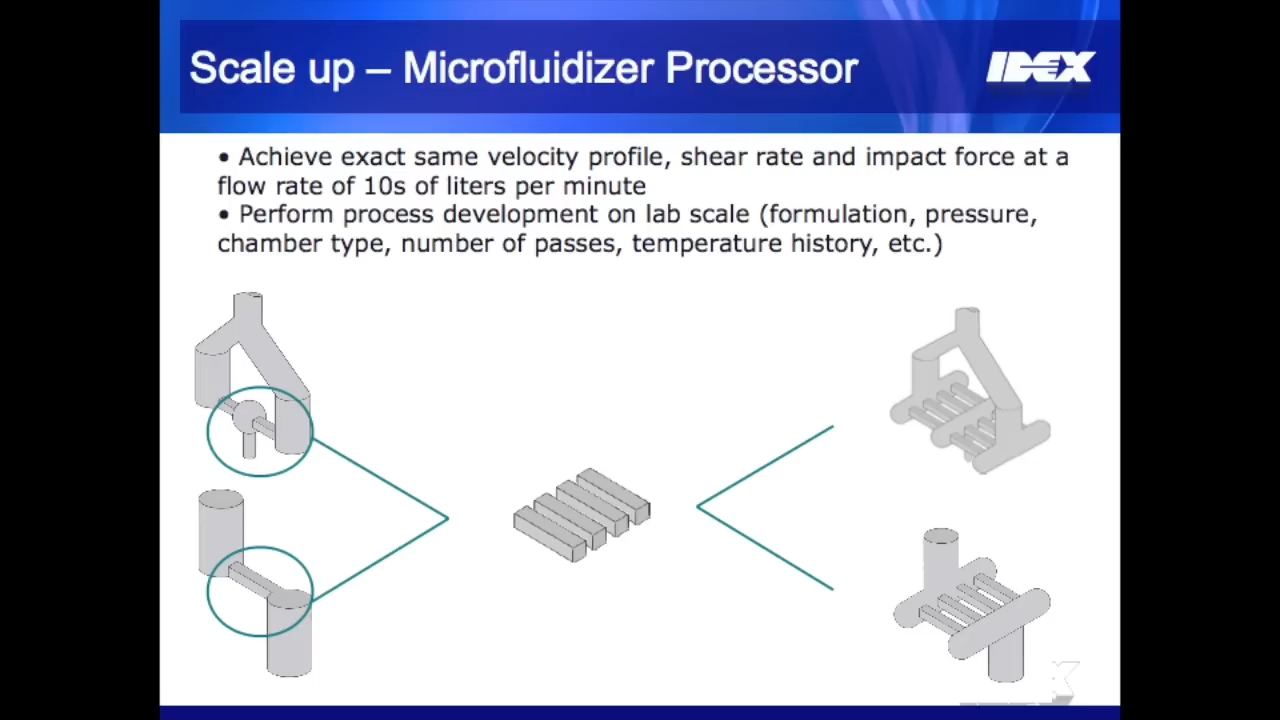 Scale up – Microfluidizer Processor
IDEX
• Achieve exact same velocity profile, shear rate and impact force at a
flow rate of 10s of liters per minute
• Perform process development on lab scale (formulation, pressure,
chamber type, number of passes, temperature history, etc.)